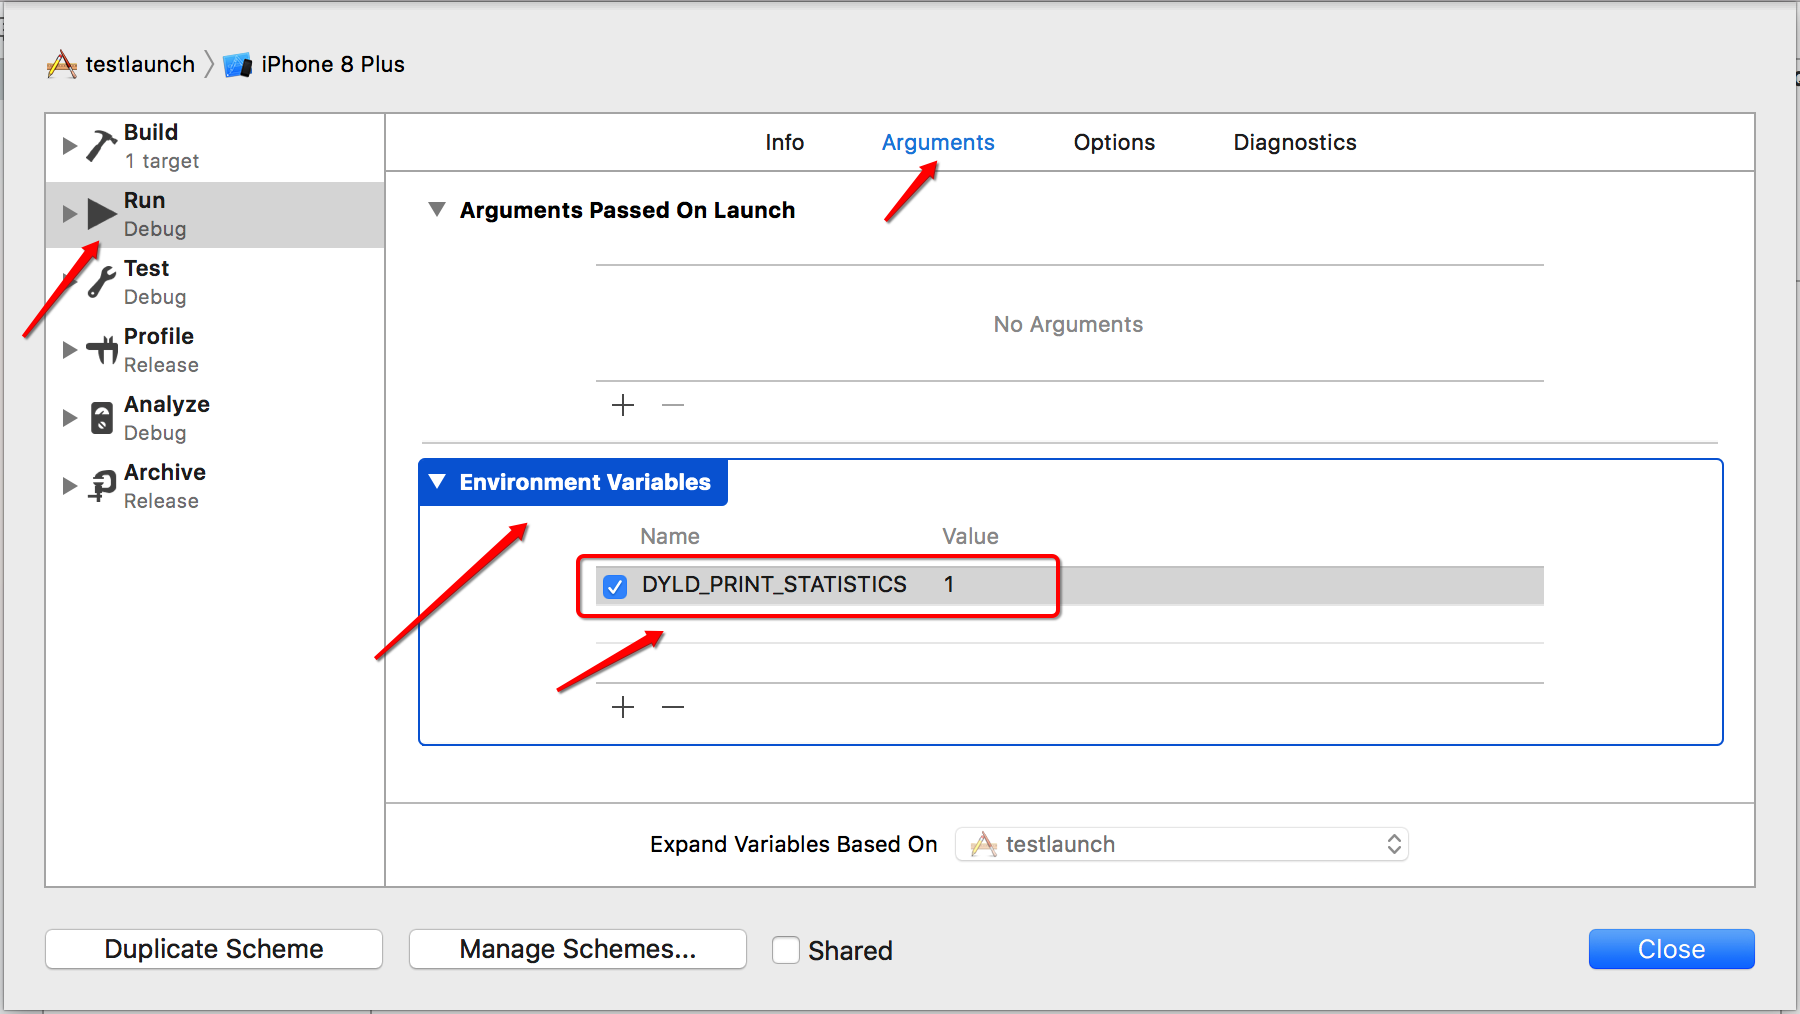 testlaunch iPhone 8 Plus
Build
1 target
Run
Debug
Test
Debug
Profile
Release
Analyze
Debug
Archive
Release
Info Arguments Options Diagnostics
Arguments Passed On Launch
No Arguments
Environment Variables
Name Value
DYLD_PRINT_STATISTICS 1
Expand Variables Based On testlaunch
Duplicate Scheme Manage Schemes... Shared Close